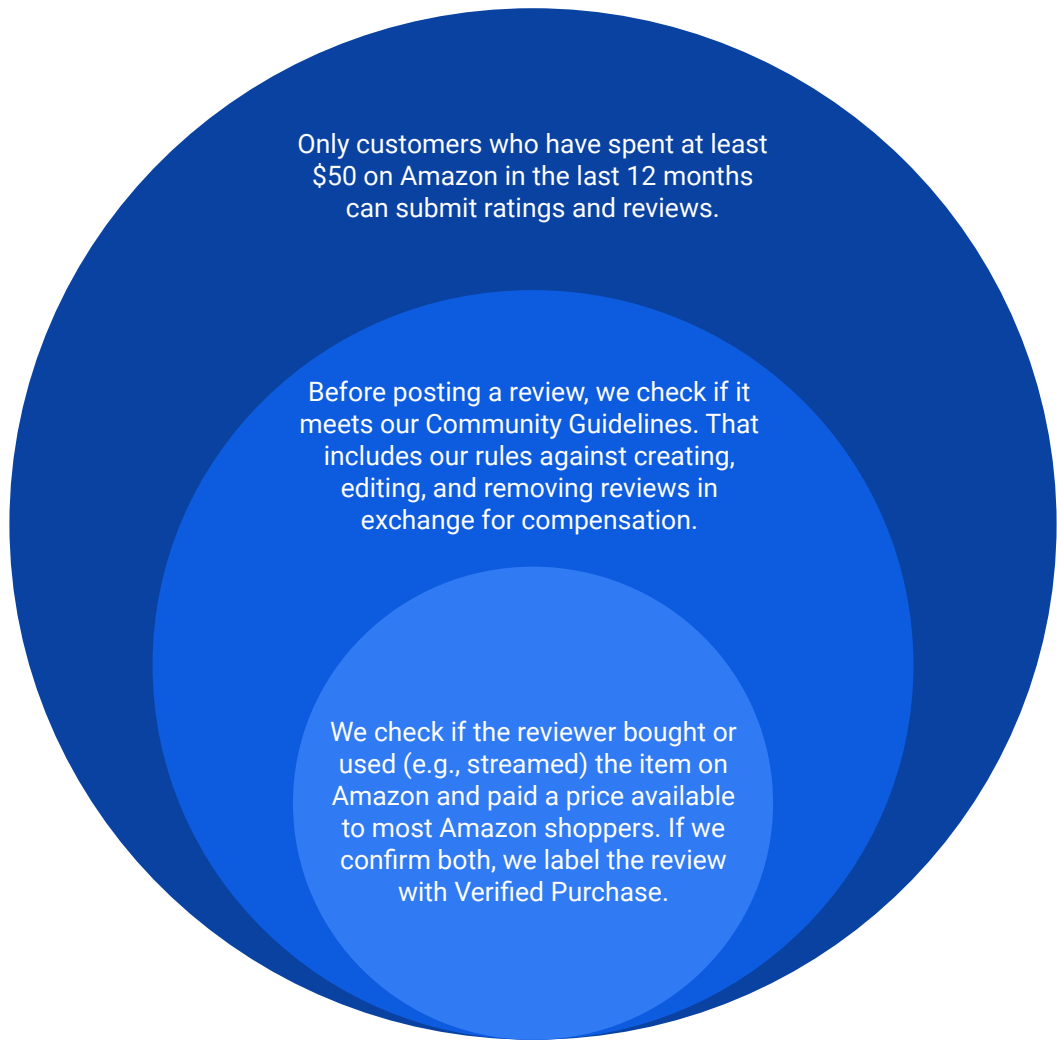 Only customers who have spent at least
$50 on Amazon in the last 12 months
can submit ratings and reviews.
Before posting a review, we check if it
meets our Community Guidelines. That
includes our rules against creating,
editing, and removing reviews in
exchange for compensation.
We check if the reviewer bought or
used (e.g., streamed) the item on
Amazon and paid a price available
to most Amazon shoppers. If we
confirm both, we label the review
with Verified Purchase.